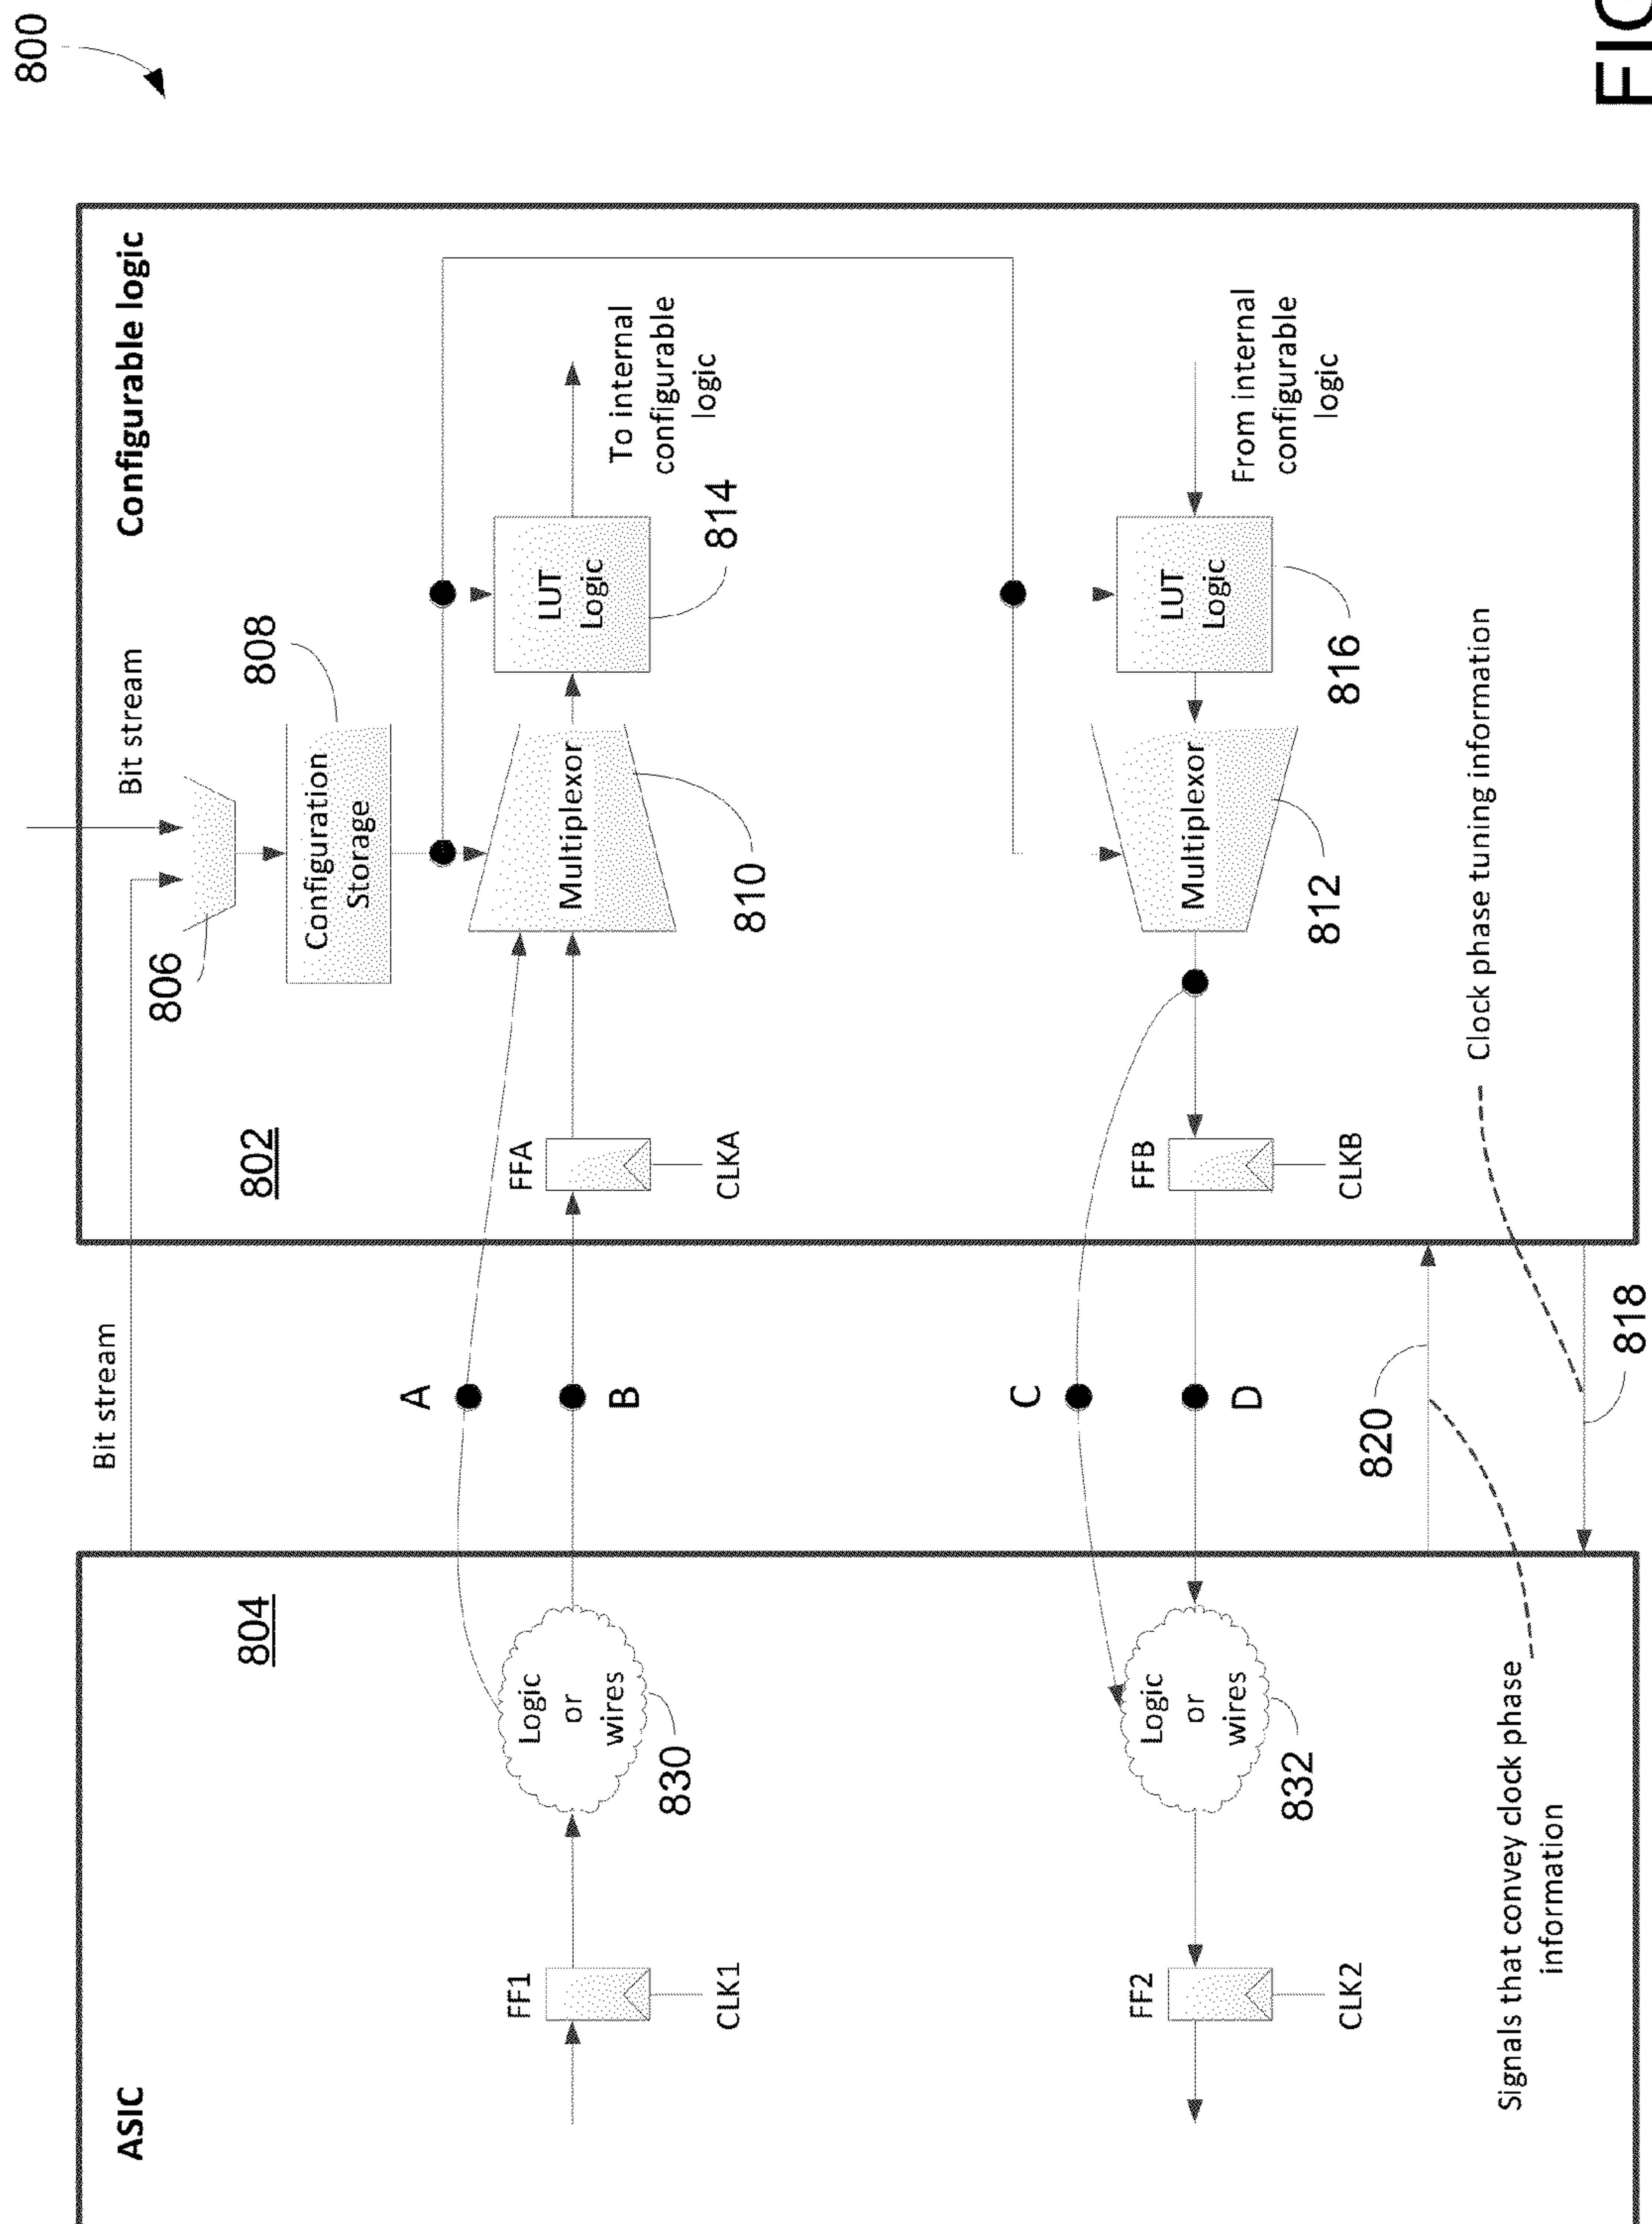 800
Configurable logic
Bit stream
806
808
Configuration
Storage
802
Multiplexor
810
LUT
Logic
814
To internal
configurable
logic
FFA
CLKA
Bit stream
A
B
804
ASIC
FF1
CLK1
Logic
or
wires
830
C
D
FFB
CLKB
Multiplexor
812
LUT
Logic
816
From internal
configurable
logic
FF2
CLK2
Logic
or
wires
832
820
818
Clock phase tuning information
Signals that convey clock phase
information